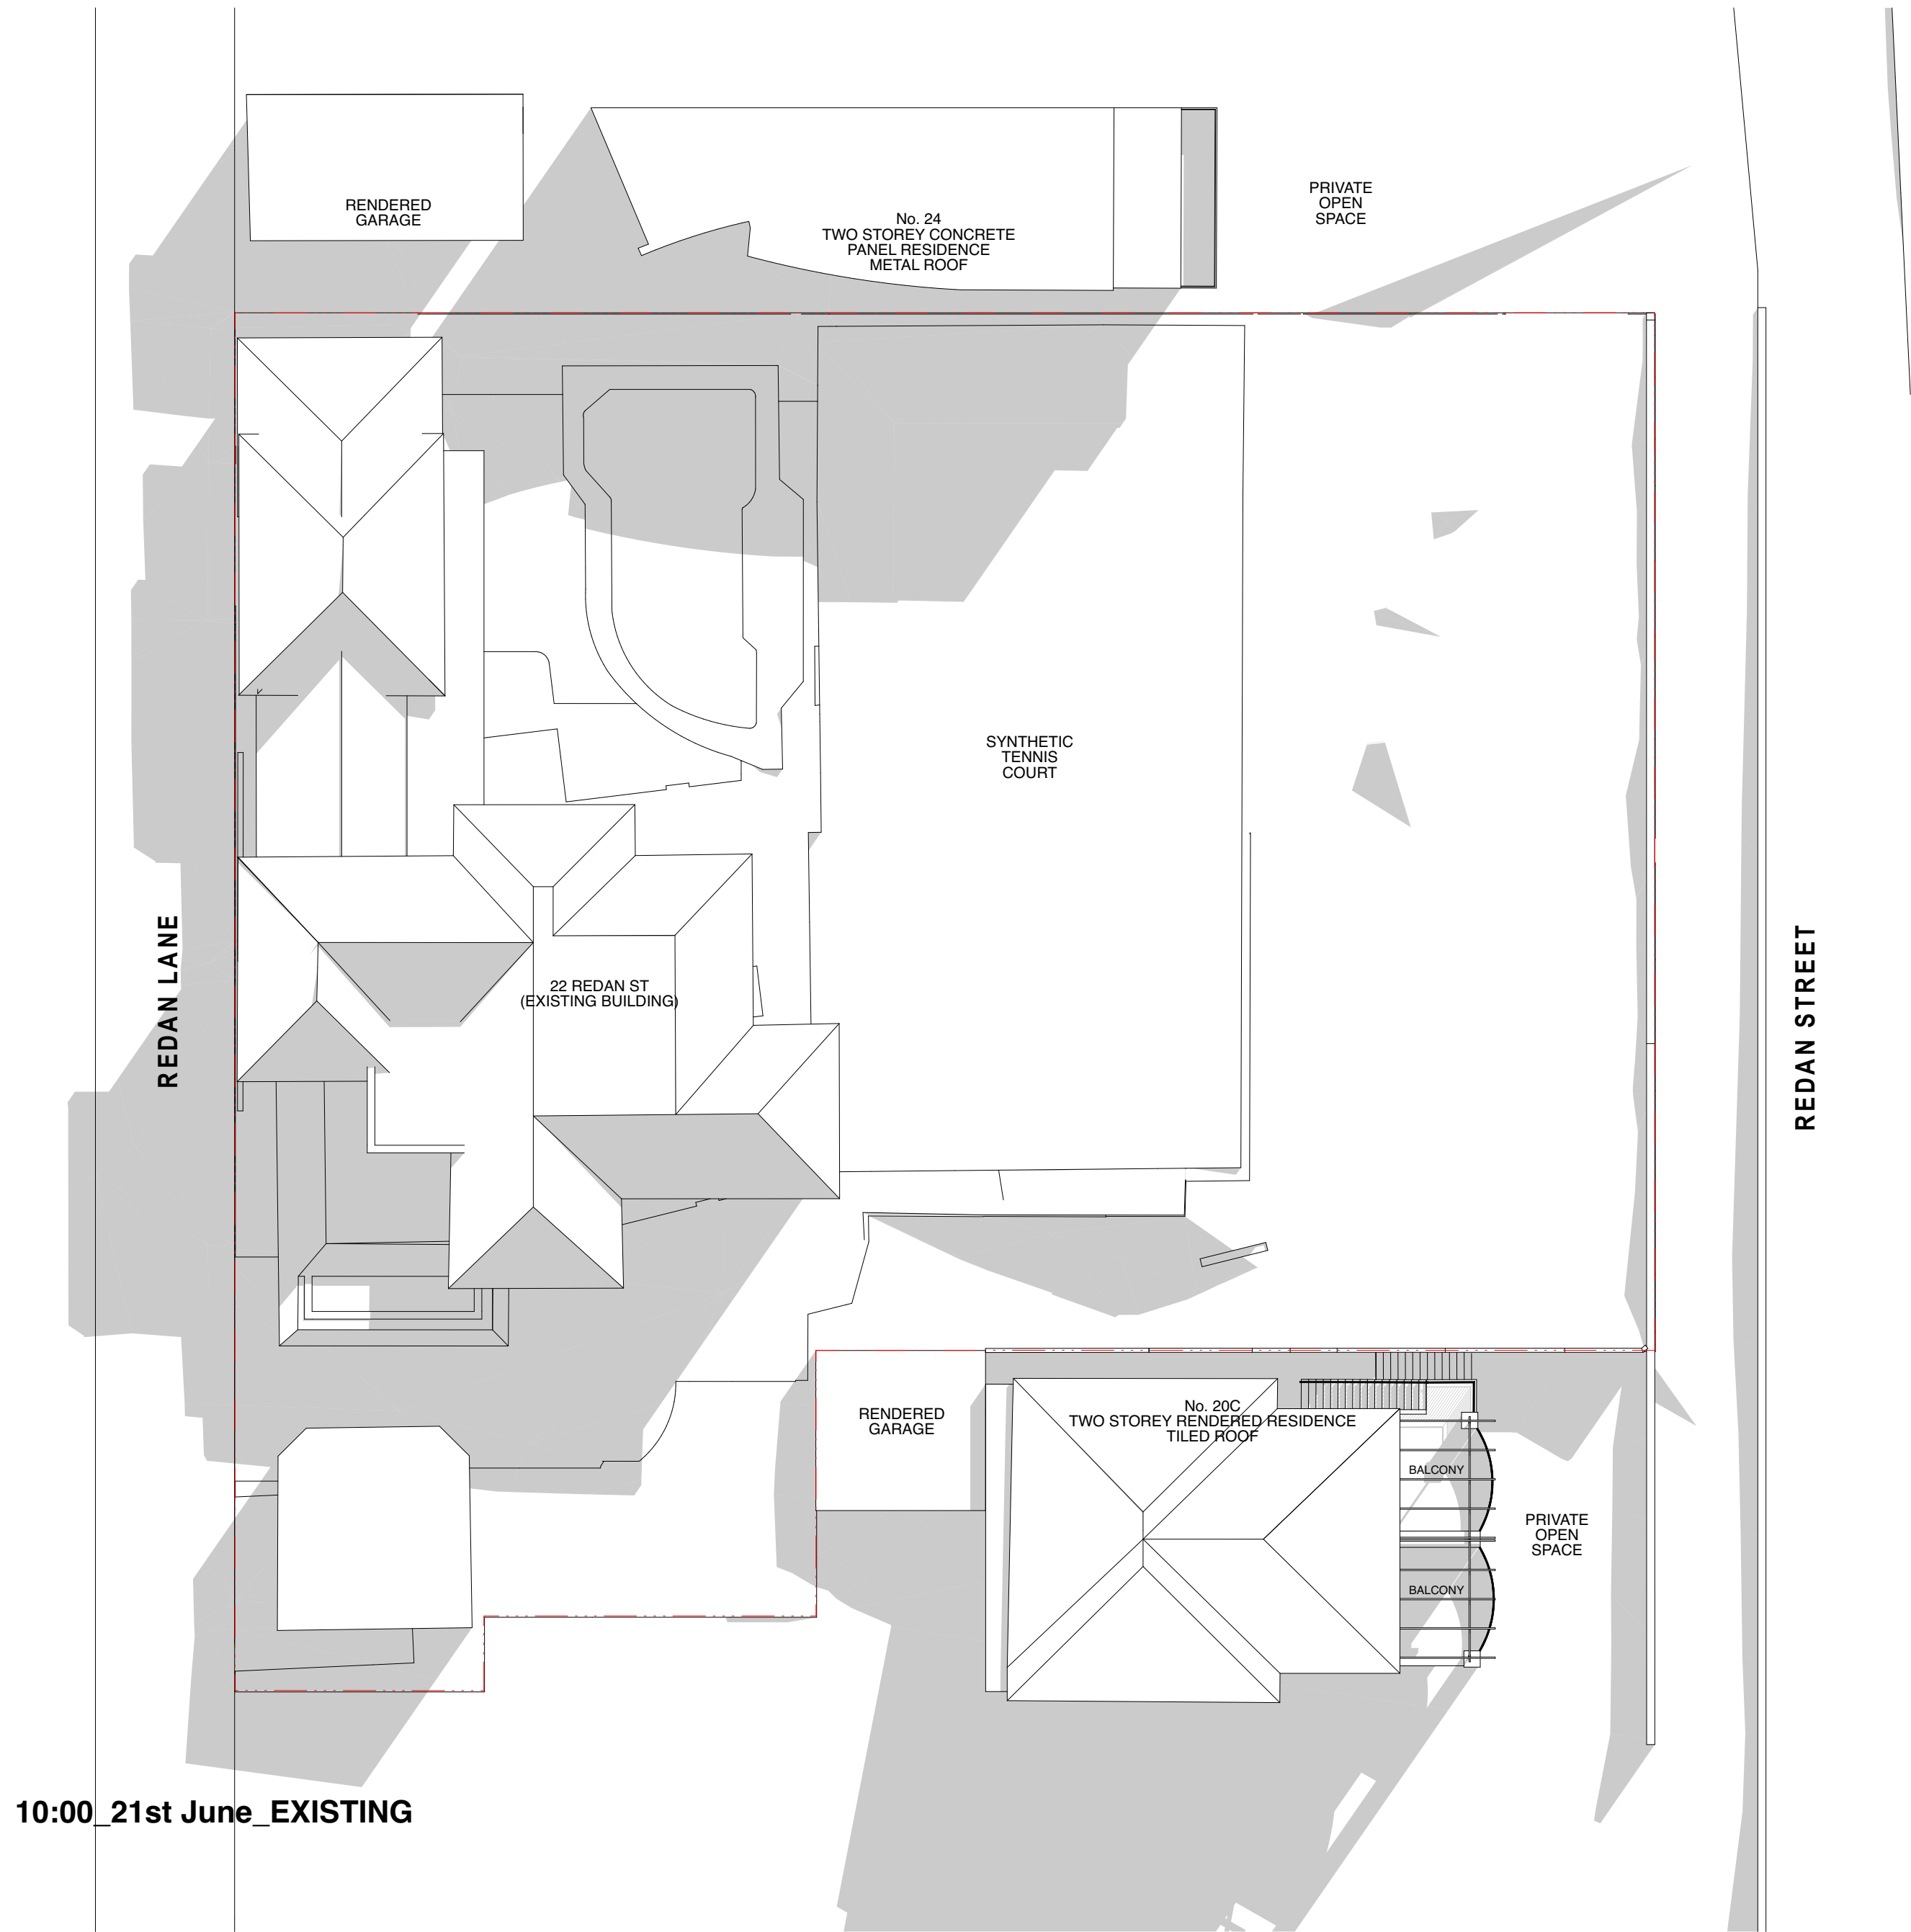 RENDERED
GARAGE
No. 24
TWO STOREY CONCRETE
PANEL RESIDENCE
METAL ROOF
PRIVATE
OPEN
SPACE
SYNTHETIC
TENNIS
COURT
REDAN LANE
22 REDAN ST
(EXISTING BUILDING)
REDAN STREET
RENDERED
GARAGE
No. 20C
TWO STOREY RENDERED RESIDENCE
TILED ROOF
BALCONY
PRIVATE
OPEN
SPACE
BALCONY
10:00_21st June_EXISTING